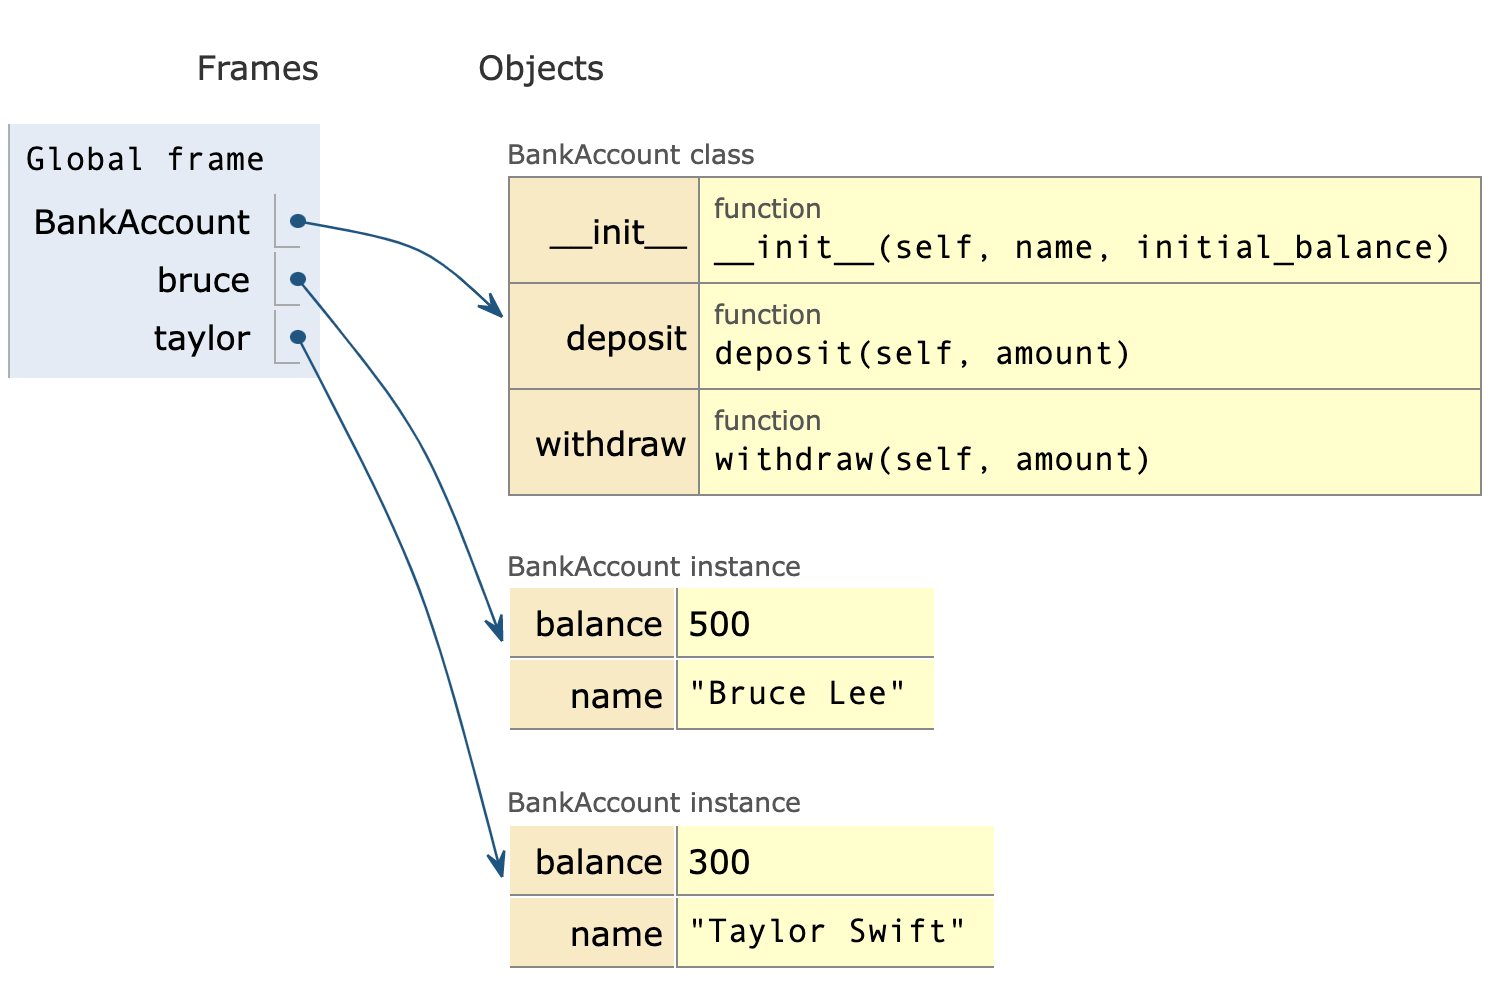 Frames
Objects
Global frame
BankAccount
bruce
taylor
BankAccount class
__init__
function
__init__(self, name, initial_balance)
deposit
function
deposit(self, amount)
withdraw
function
withdraw(self, amount)
BankAccount instance
balance 500
name "Bruce Lee"
BankAccount instance
balance 300
name "Taylor Swift"